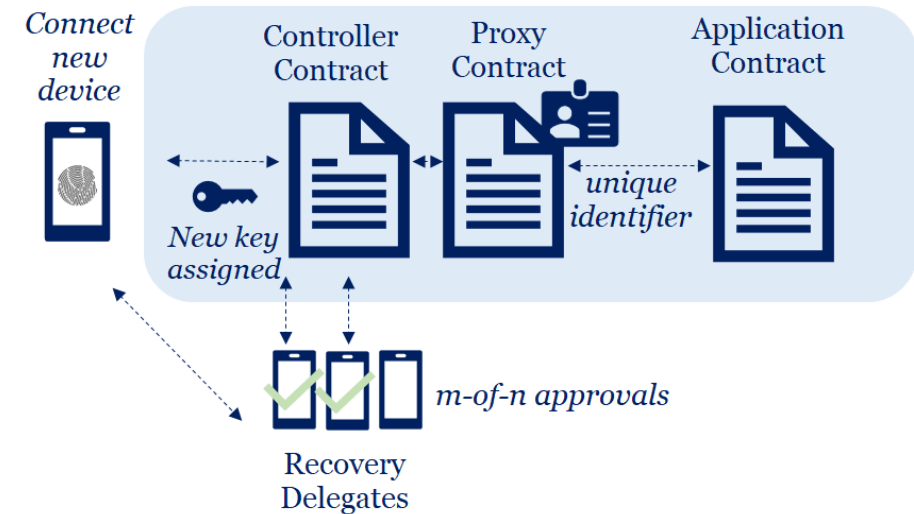 Connect
new
device
Controller
Contract
Proxy
Contract
Application
Contract
New key
assigned
unique
identifier
m-of-n approvals
Recovery
Delegates